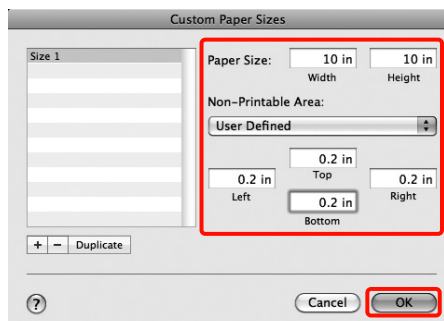 Custom Paper Sizes
Size 1
Paper Size: 10 in 10 in
Width Height
Non-Printable Area:
User Defined
0.2 in
Top
0.2 in 0.2 in
Left Right
0.2 in
Bottom
+ − Duplicate
? Cancel OK